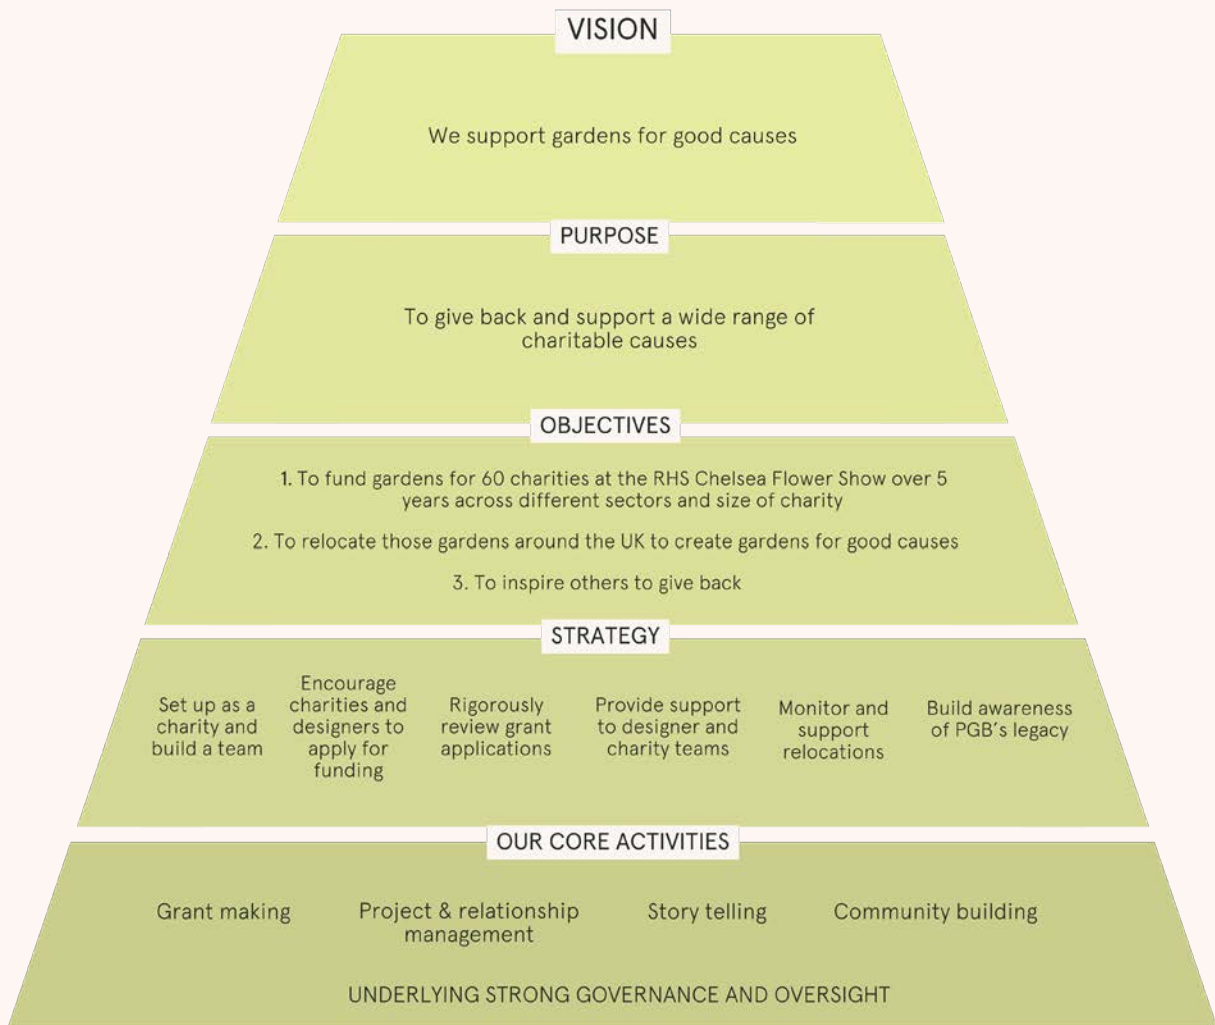 VISION
We support gardens for good causes
PURPOSE
To give back and support a wide range of
charitable causes
OBJECTIVES
1. To fund gardens for 60 charities at the RHS Chelsea Flower Show over 5
years across different sectors and size of charity
2. To relocate those gardens around the UK to create gardens for good causes
3. To inspire others to give back
STRATEGY
Set up as a
charity and
build a team
Encourage
charities and
designers to
apply for
funding
Rigorously
review grant
applications
Provide support
to designer and
charity teams
Monitor and
support
relocations
Build awareness
of PGB's legacy
OUR CORE ACTIVITIES
Grant making
Project & relationship
management
Story telling
Community building
UNDERLYING STRONG GOVERNANCE AND OVERSIGHT